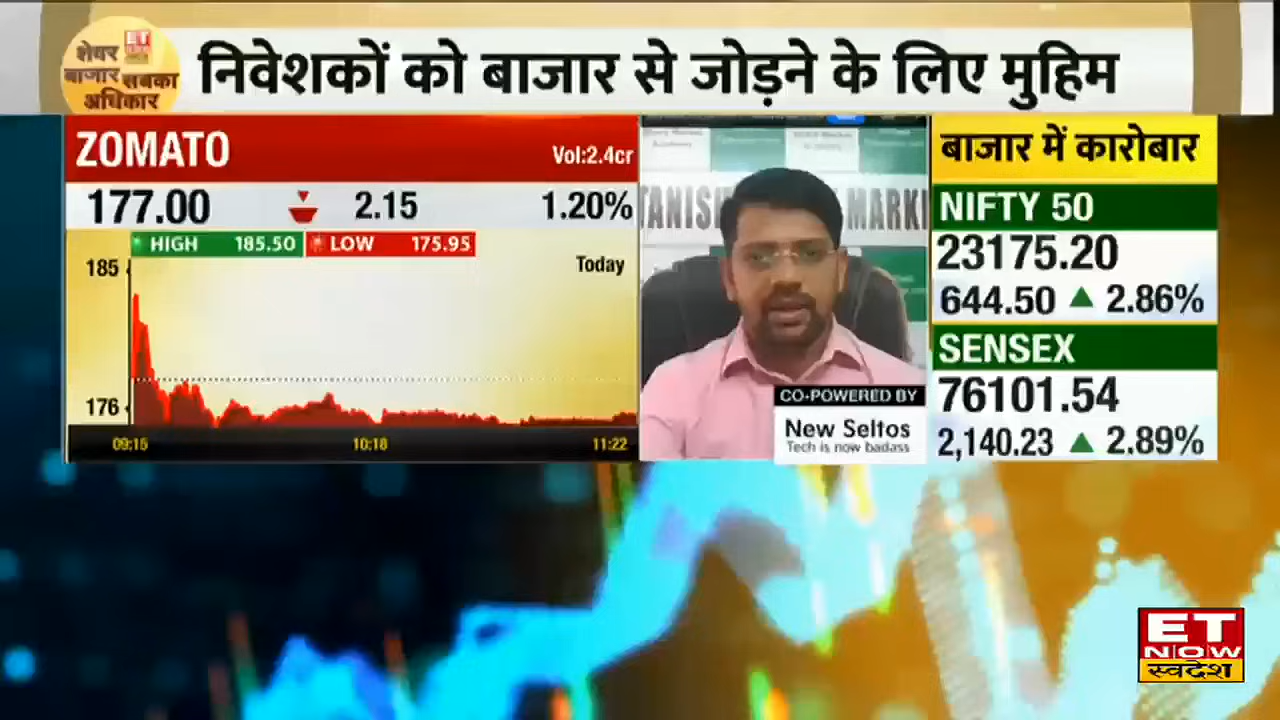 शेयर
बाजार सबका
अधिकार
ET
निवेशकों को बाजार से जोड़ने के लिए मुहिम
ZOMATO
Vol:2.4cr
177.00 2.15 1.20%
HIGH 185.50 LOW 175.95
Today
185
176
09:15 10:18 11:22
MARK
CO-POWERED BY
New Seltos
Tech is now badass
बाजार में कारोबार
NIFTY 50
23175.20
644.50 2.86%
SENSEX
76101.54
2,140.23 2.89%
ET
NOW
स्वदेश